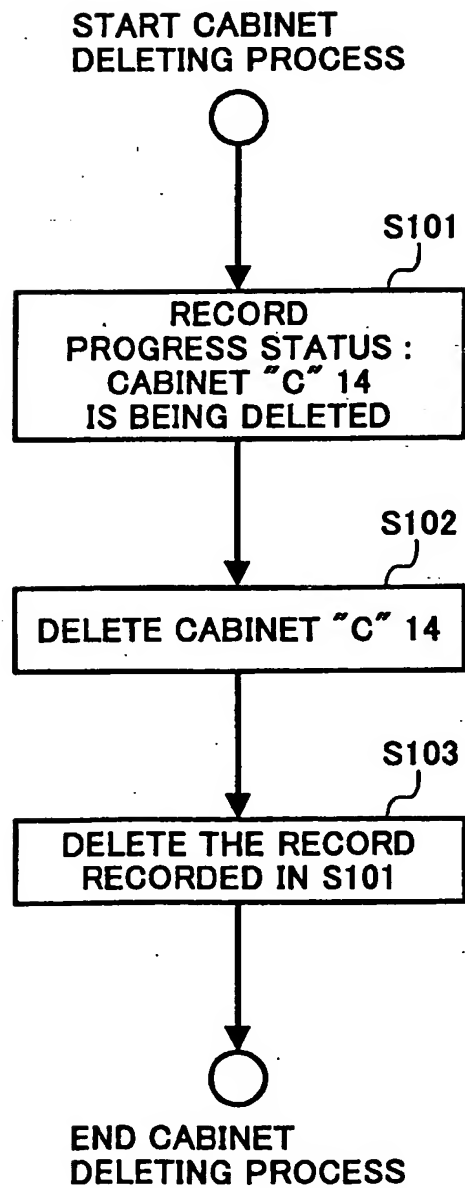 START CABINET
DELETING PROCESS
S101
RECORD
PROGRESS STATUS :
CABINET "C" 14
IS BEING DELETED
S102
DELETE CABINET "C" 14
S103
DELETE THE RECORD
RECORDED IN S101
END CABINET
DELETING PROCESS